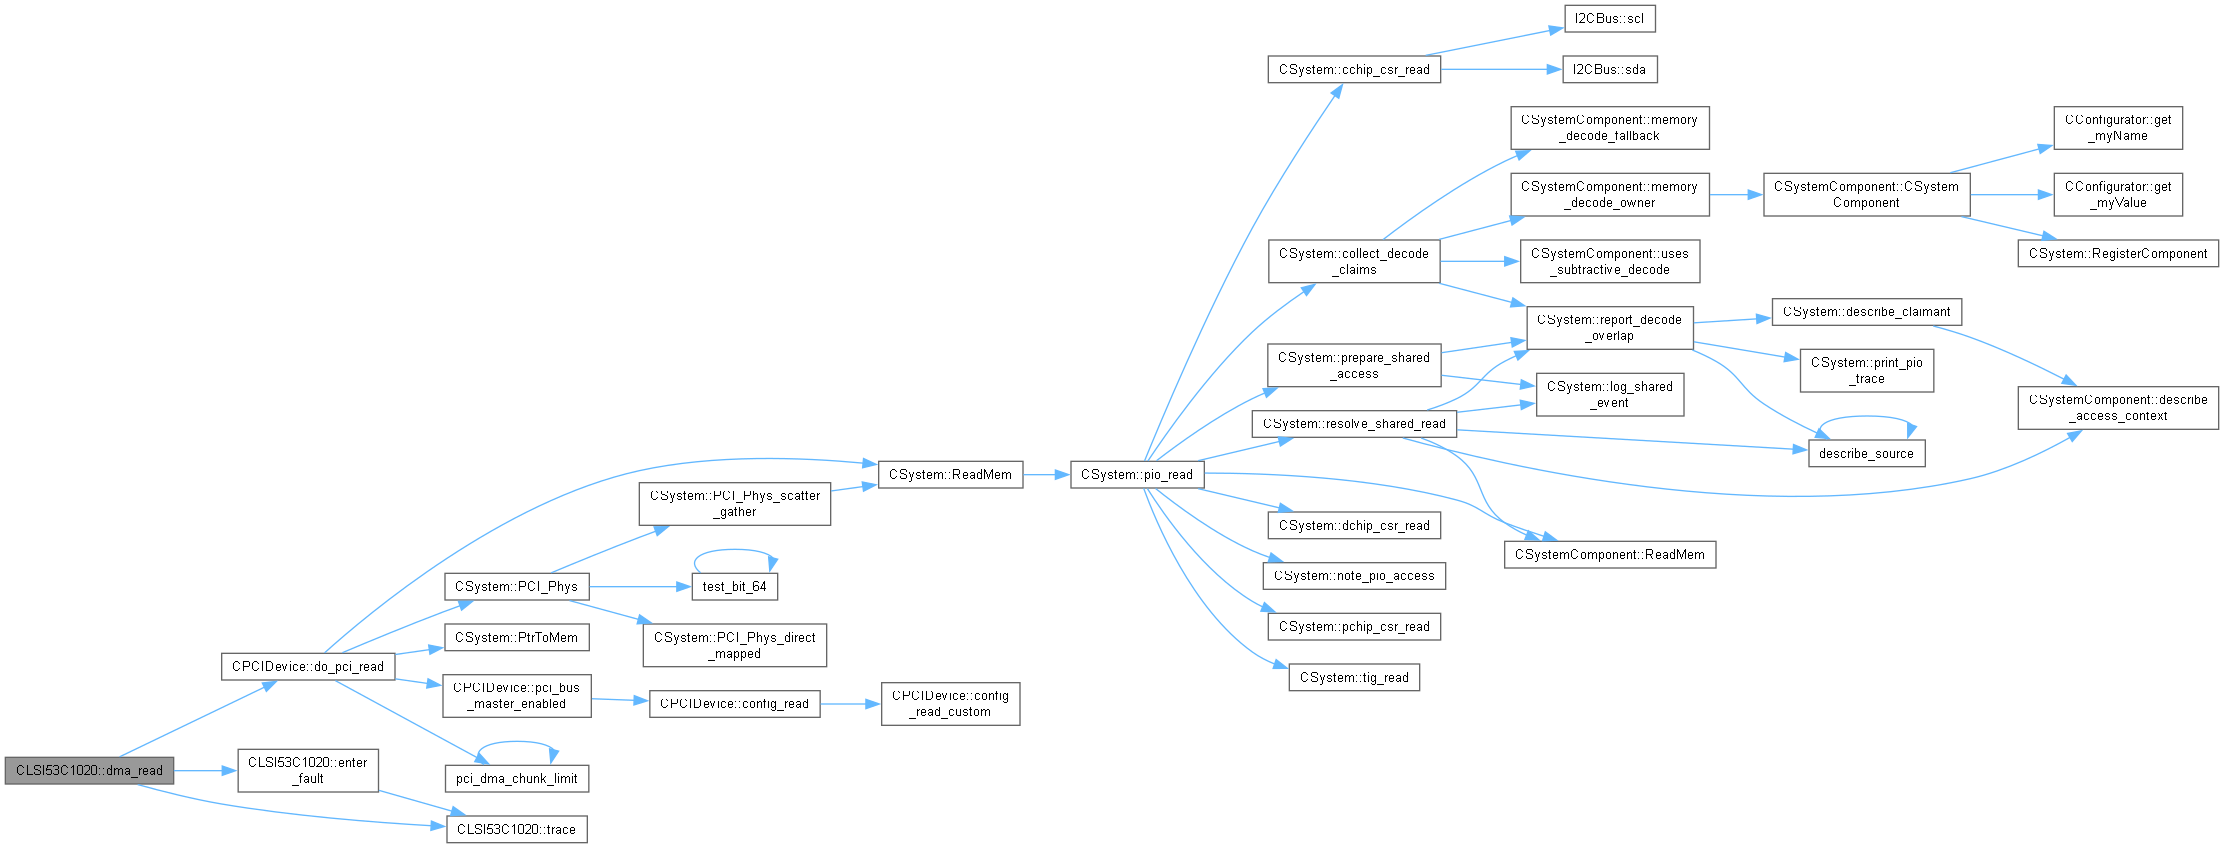 CLSI53C1020::dma_read
CPCIDevice::do_pci_read
CLSI53C1020::enter
_fault
CSystem::PCI_Phys
CSystem::PtrToMem
CPCIDevice::pci_bus
_master_enabled
pci_dma_chunk_limit
CLSI53C1020::trace
CSystem::PCI_Phys_scatter
_gather
test_bit_64
CSystem::PCI_Phys_direct
_mapped
CPCIDevice::config_read
CSystem::ReadMem
CPCIDevice::config
_read_custom
CSystem::pio_read
CSystem::cchip_csr_read
CSystem::collect_decode
_claims
CSystem::prepare_shared
_access
CSystem::resolve_shared_read
CSystem::dchip_csr_read
CSystem::note_pio_access
CSystem::pchip_csr_read
CSystem::tig_read
I2CBus::scl
I2CBus::sda
CSystemComponent::memory
_decode_fallback
CSystemComponent::memory
_decode_owner
CSystemComponent::uses
_subtractive_decode
CSystem::report_decode
_overlap
CSystem::log_shared
_event
CSystemComponent::ReadMem
CSystemComponent::CSystem
Component
CSystem::describe_claimant
CSystem::print_pio
_trace
describe_source
CConfigurator::get
_myName
CConfigurator::get
_myValue
CSystem::RegisterComponent
CSystemComponent::describe
_access_context